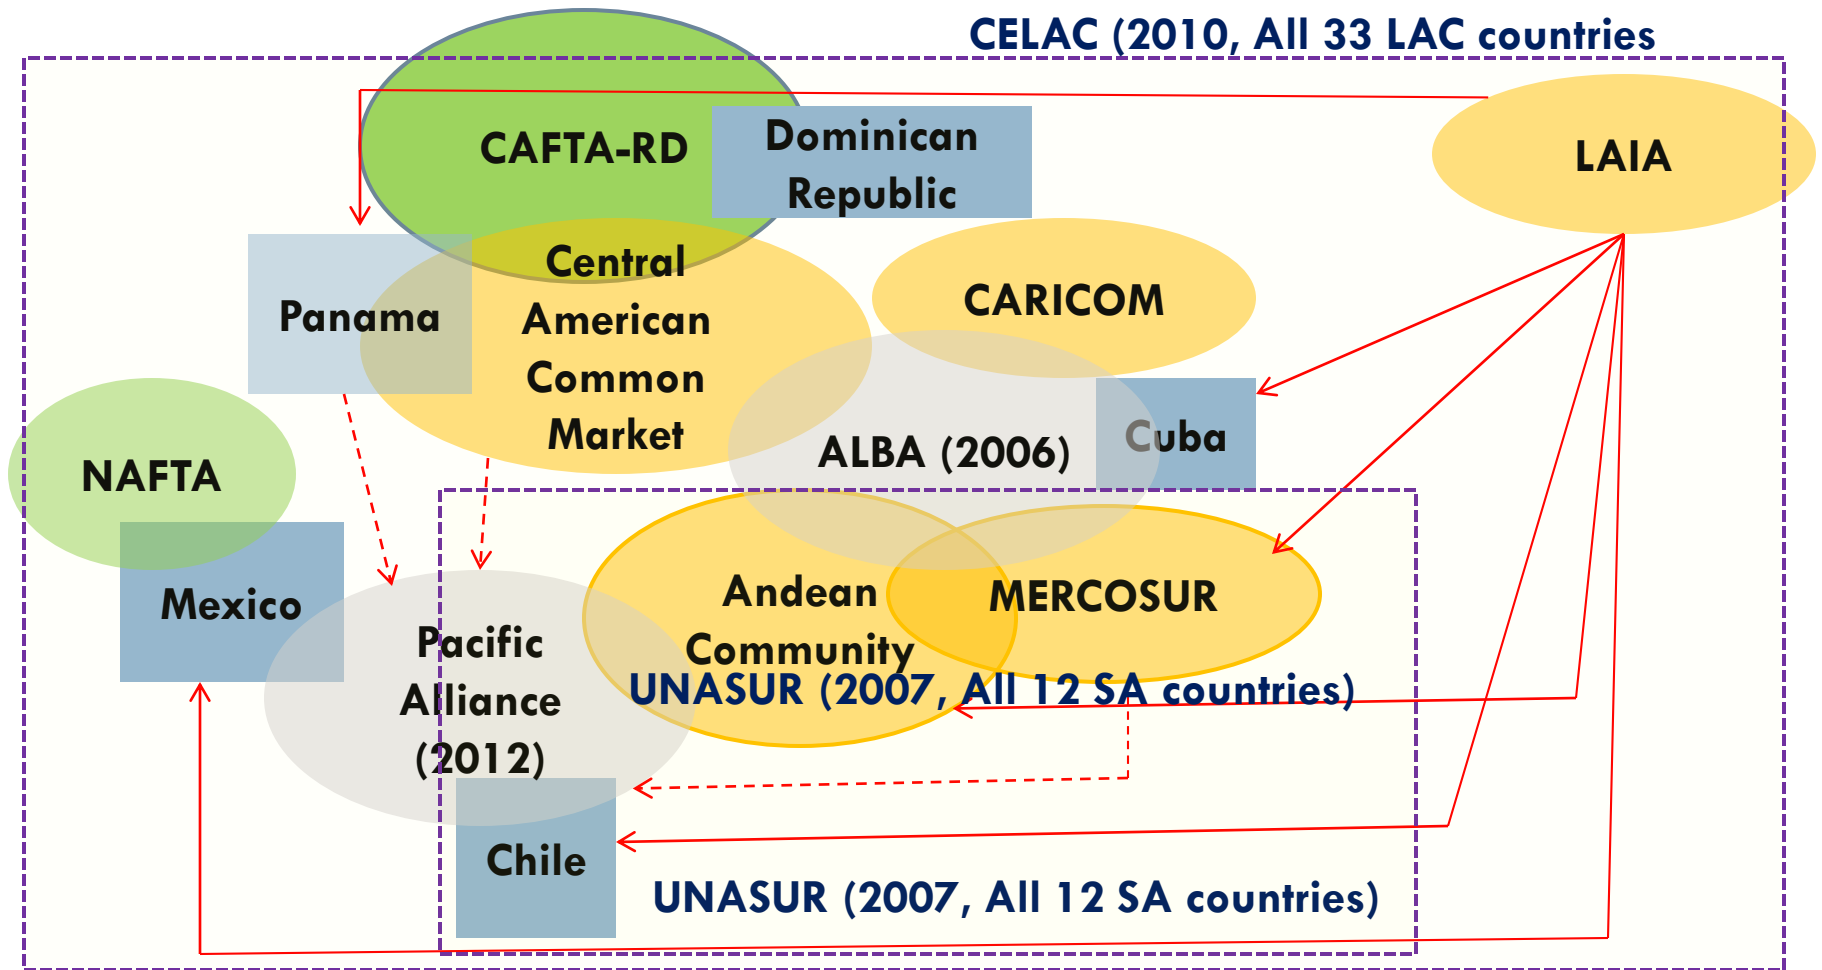 CELAC (2010, All 33 LAC countries
CAFTA-RD
Dominican
Republic
LAIA
Central
American
Common
Market
Panama
CARICOM
NAFTA
ALBA (2006)
Cuba
Mexico
Pacific
Alliance
(2012)
Andean
Community
MERCOSUR
UNASUR (2007, All 12 SA countries)
Chile
UNASUR (2007, All 12 SA countries)